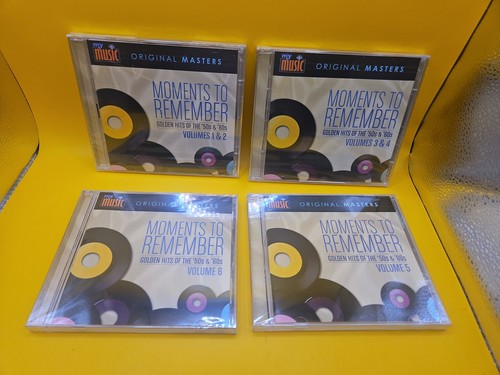 my music
ORIGINAL MASTERS
MOMENTS TO
REMEMBER
GOLDEN HITS OF THE '50s & '60s
VOLUMES 1 & 2
my music
ORIGINAL MASTERS
MOMENTS TO
REMEMBER
GOLDEN HITS OF THE '50s & '60s
VOLUMES 3 & 4
my music
ORIGINAL MASTERS
MOMENTS TO
REMEMBER
GOLDEN HITS OF THE '50s & '60s
VOLUME 6
my music
ORIGINAL MASTERS
MOMENTS TO
REMEMBER
GOLDEN HITS OF THE '50s & '60s
VOLUME 5